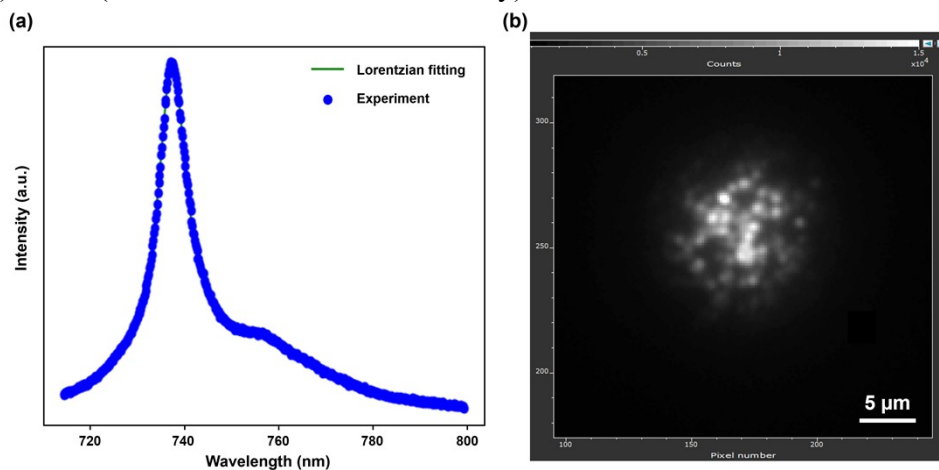 (a)
(b)
Lorentzian fitting
Experiment
Intensity (a.u.)
720
740
760
780
800
Wavelength (nm)
0.5
1
1.5
Counts
x10⁴
300
250
200
5 μm
100
150
200
Pixel number